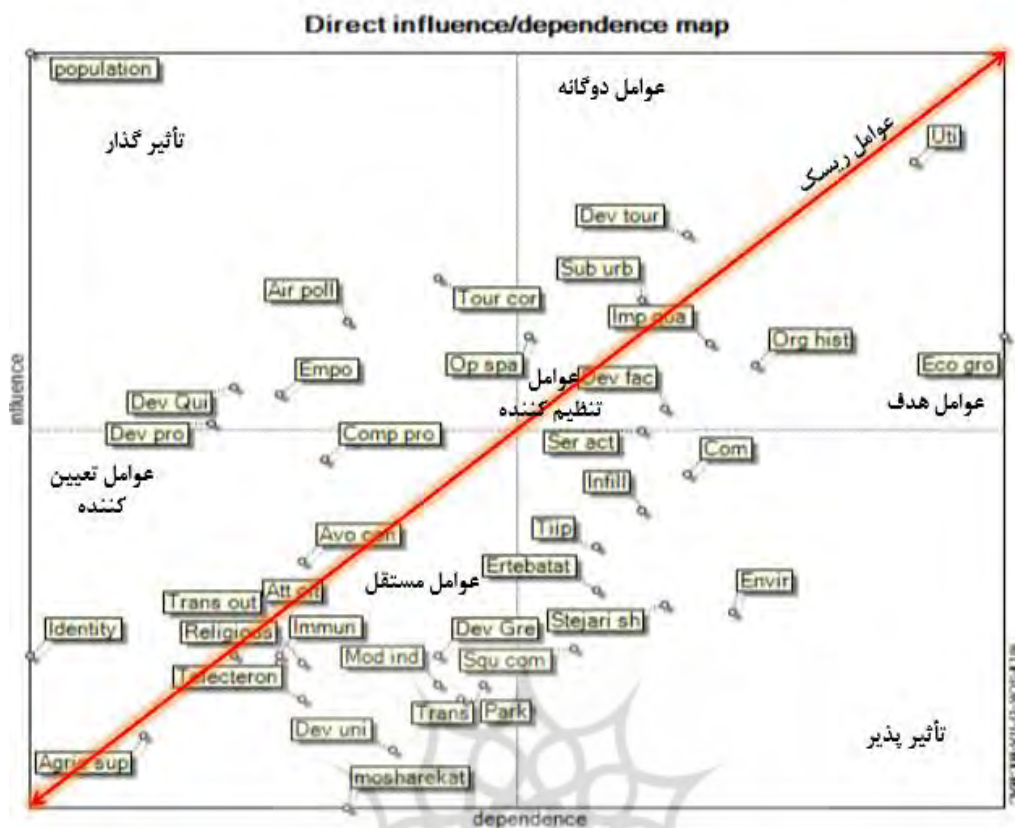 Direct influence/dependence map
population
عوامل دوگانه
تأثیر گذار
عوامل ریسک
Uti
Dev tour
Sub urb
Air poll
Tour cor
Imp qua
Org hist
Op spa
Eco gro
Empo
عوامل
تنظیم کننده
Dev fac
Dev Qui
عوامل هدف
Dev pro
Comp pro
Ser act
Com
influence
عوامل تعیین
کننده
Infill
Avo cen
Tiip
عوامل مستقل
Ertebatat
Envir
Trans out
Stejari sh
Identity
Religious
Immun
Dev Gre
Mod ind
Squ com
Telecteron
Trans
Park
Dev uni
تأثیر پذیر
Agric sup
mosharekat
dependence